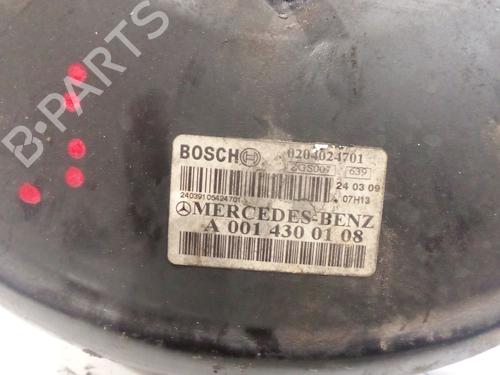 B-PARTS
BOSCH 0204024701
639
24 03 09
07H13
MERCEDES-BENZ
A 001 430 01 08